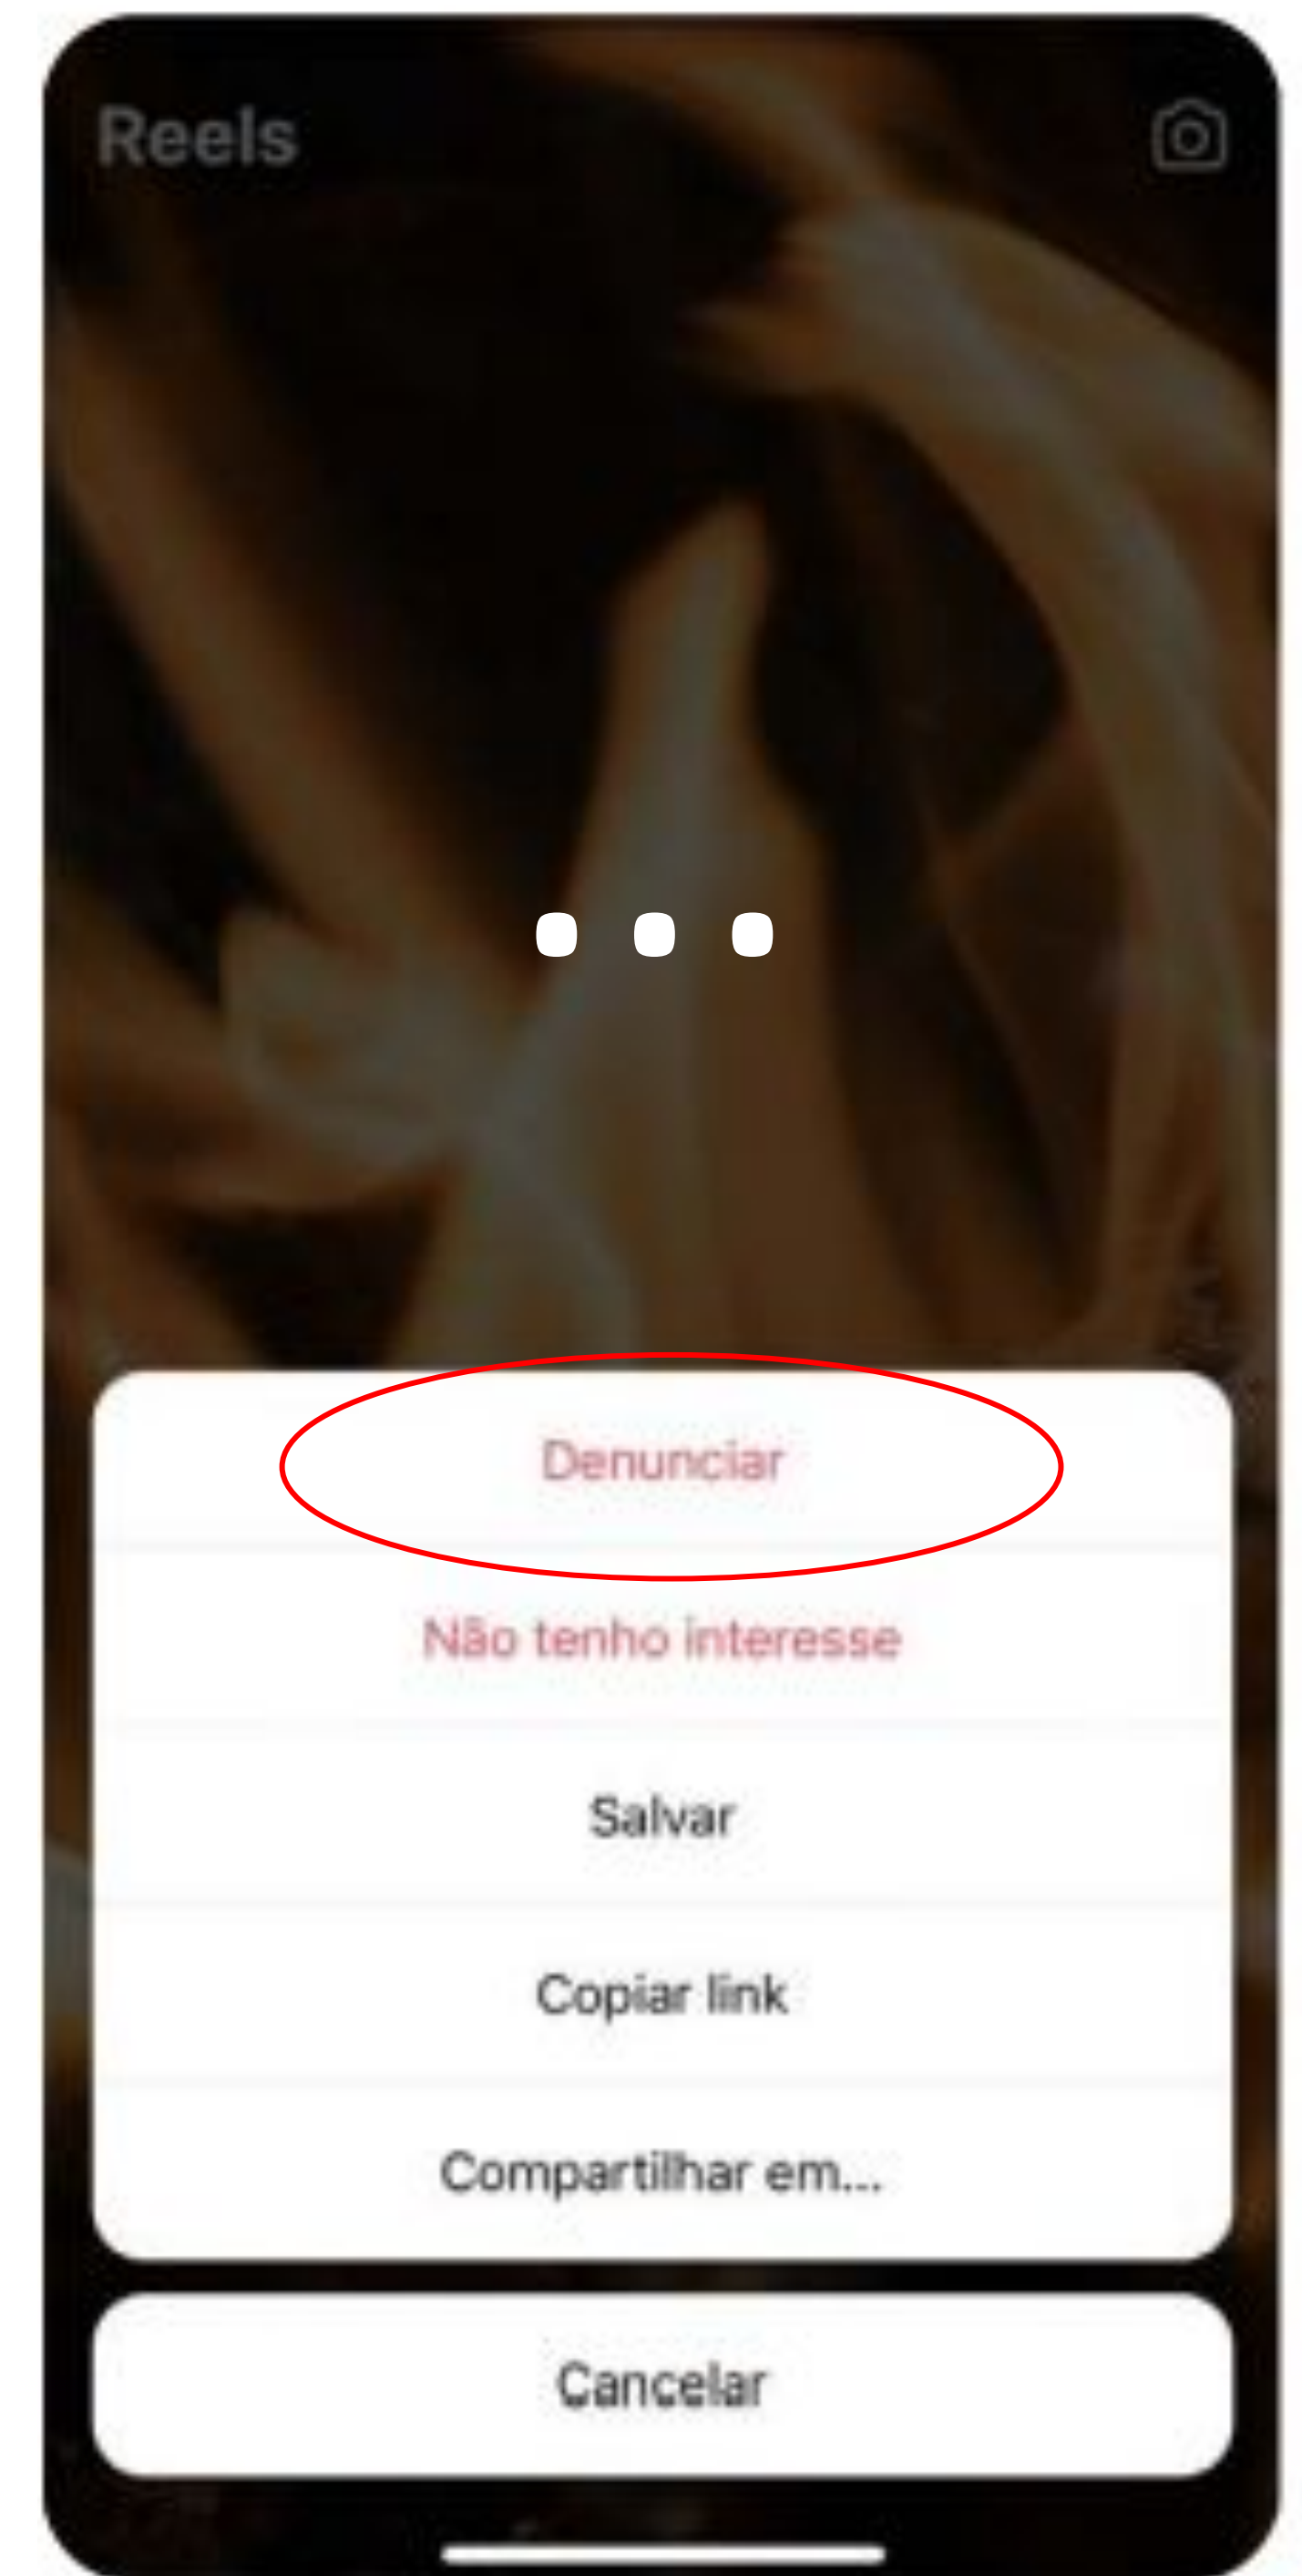 Reels
Denunciar
Não tenho interesse
Salvar
Copiar link
Compartilhar em...
Cancelar